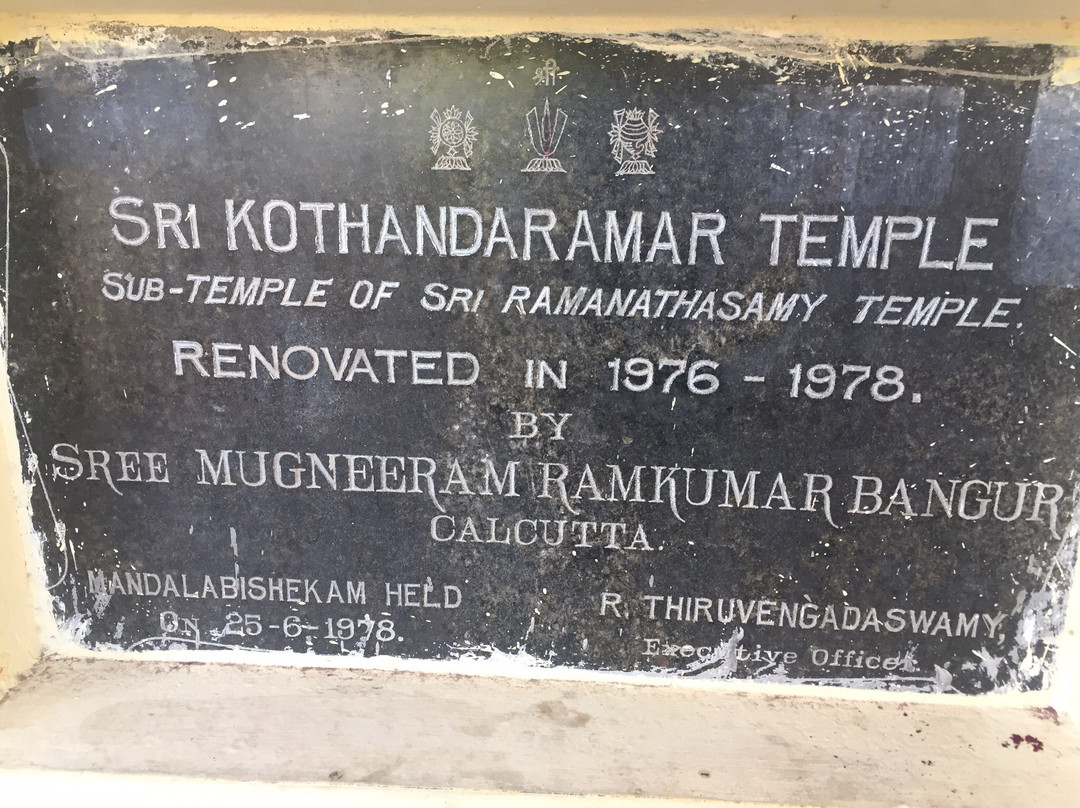 श्री
SRI KOTHANDARAMAR TEMPLE
SUB-TEMPLE OF SRI RAMANATHASAMY TEMPLE.
RENOVATED IN 1976 - 1978.
BY
SREE MUGNEERAM RAMKUMAR BANGUR
CALCUTTA.
MANDALABISHEKAM HELD
ON 25-6-1978.
R. THIRUVENGADASWAMY,
Executive Officer.